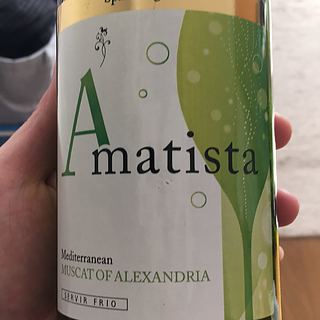 Amatista
Mediterranean
MUSCAT OF ALEXANDRIA
SERVIR FRIO